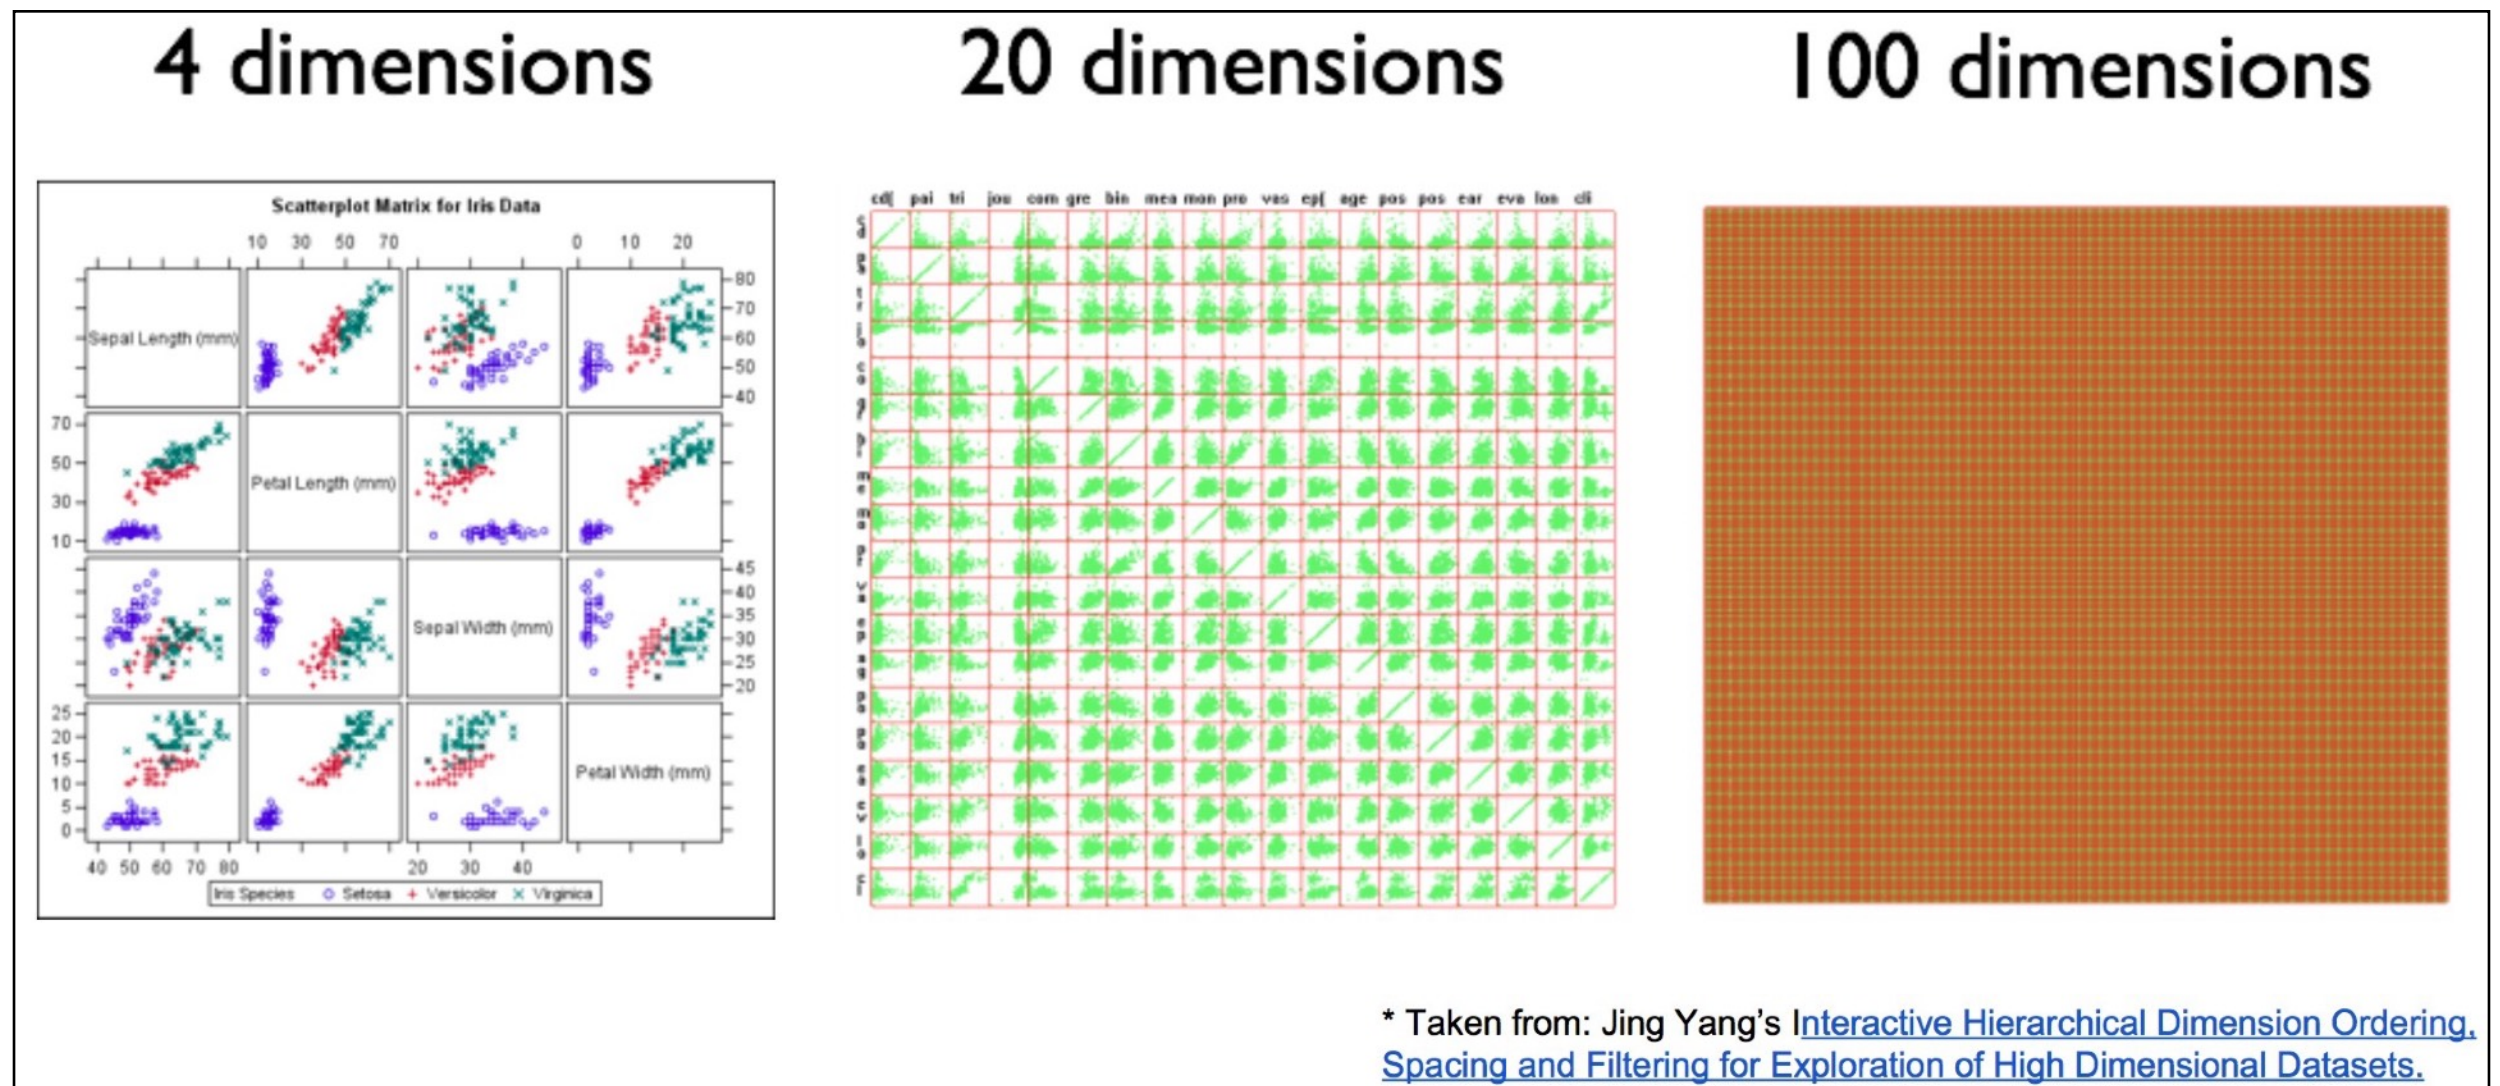 4 dimensions
20 dimensions
100 dimensions
Scatterplot Matrix for Iris Data
10 30 50 70
0 10 20
Sepal Length (mm)
80
70
60
50
40
70
50
30
10
Petal Length (mm)
Sepal Width (mm)
45
40
35
30
25
20
25
20
15
10
5
0
Petal Width (mm)
40 50 60 70 80
20 30 40
Iris Species Setosa Versicolor Virginica
pai tri jou com gre bin mea mon pro vas age pos pos ear eva lon cli
* Taken from: Jing Yang’s Interactive Hierarchical Dimension Ordering,
Spacing and Filtering for Exploration of High Dimensional Datasets.